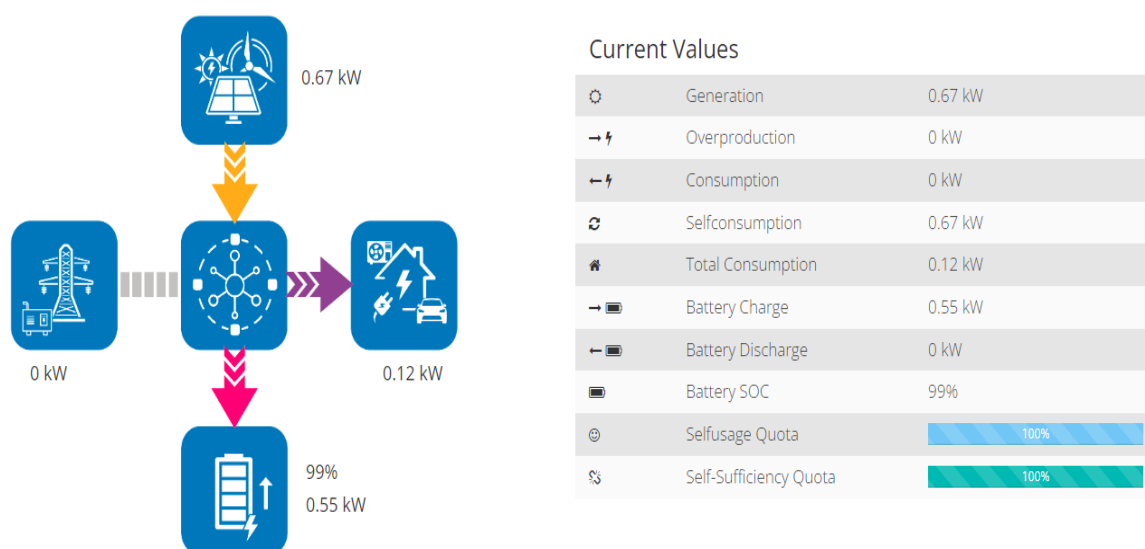 0.67 kW
0 kW
0.12 kW
99%
0.55 kW
Current Values
Generation 0.67 kW
Overproduction 0 kW
Consumption 0 kW
Selfconsumption 0.67 kW
Total Consumption 0.12 kW
Battery Charge 0.55 kW
Battery Discharge 0 kW
Battery SOC 99%
Selfusage Quota 100%
Self-Sufficiency Quota 100%